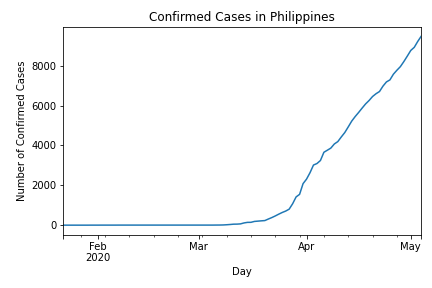 Confirmed Cases in Philippines
Number of Confirmed Cases
8000
6000
4000
2000
0
Feb
2020
Mar
Apr
May
Day